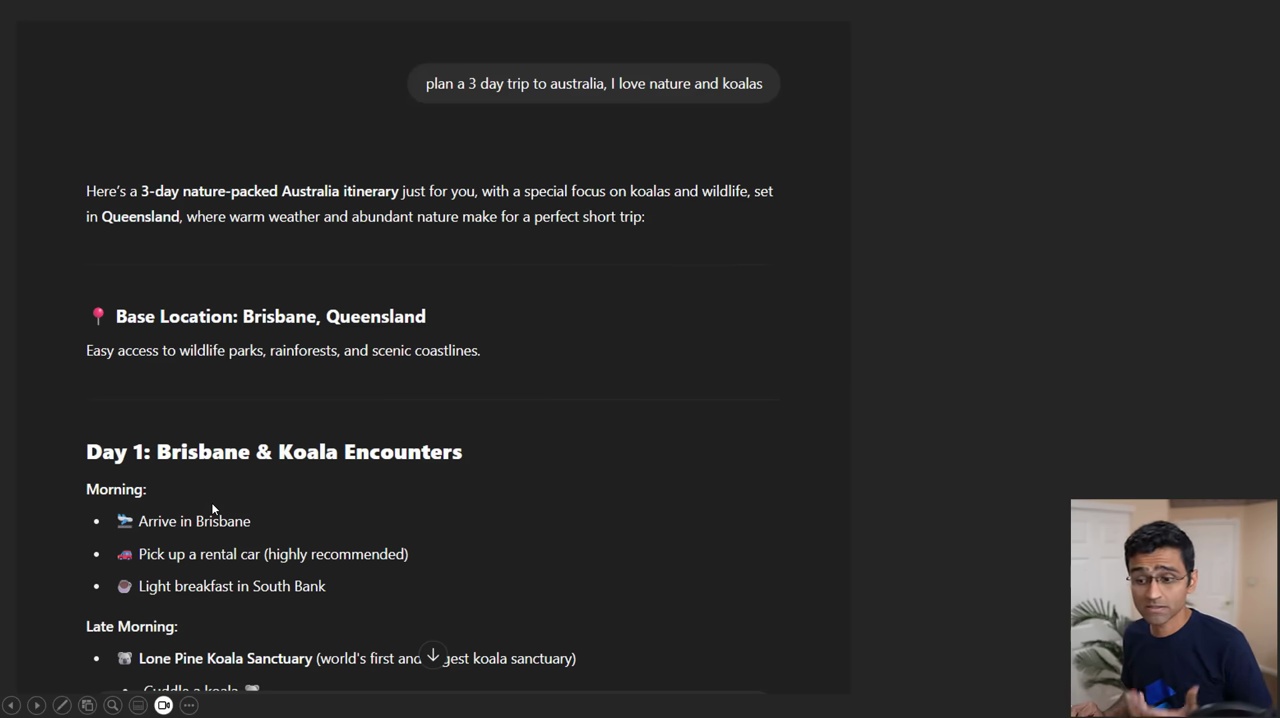 plan a 3 day trip to australia, I love nature and koalas
Here's a 3-day nature-packed Australia itinerary just for you, with a special focus on koalas and wildlife, set
in Queensland, where warm weather and abundant nature make for a perfect short trip:
Base Location: Brisbane, Queensland
Easy access to wildlife parks, rainforests, and scenic coastlines.
Day 1: Brisbane & Koala Encounters
Morning:
Arrive in Brisbane
Pick up a rental car (highly recommended)
Light breakfast in South Bank
Late Morning:
Lone Pine Koala Sanctuary (world's first and gest koala sanctuary)
Cuddle a koala